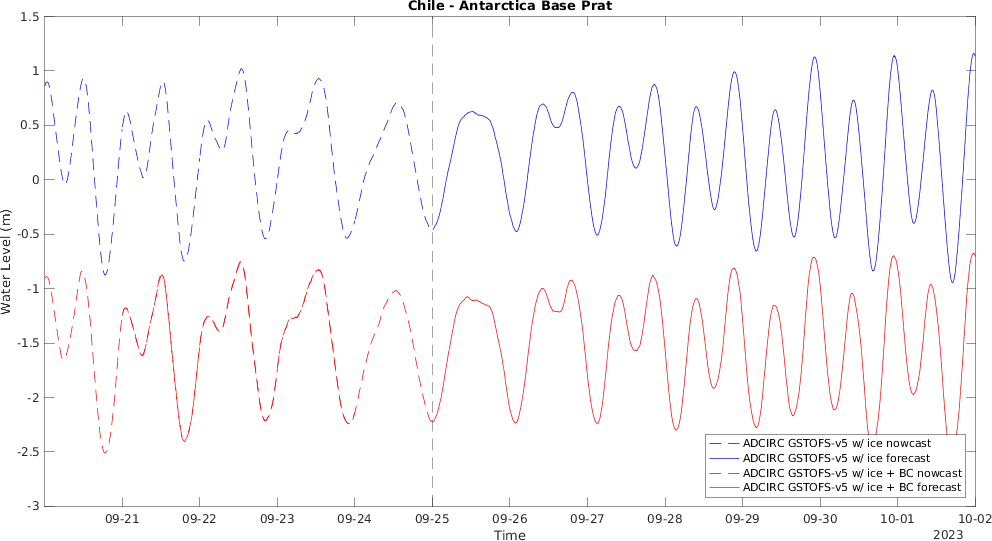 Chile - Antarctica Base Prat
1.5
1
0.5
0
-0.5
-1
-1.5
-2
-2.5
-3
Water Level (m)
ADCIRC GSTOFS-v5 w/ ice nowcast
ADCIRC GSTOFS-v5 w/ ice forecast
ADCIRC GSTOFS-v5 w/ ice + BC nowcast
ADCIRC GSTOFS-v5 w/ ice + BC forecast
09-21 09-22 09-23 09-24 09-25 09-26 09-27 09-28 09-29 09-30 10-01 10-02
Time
2023